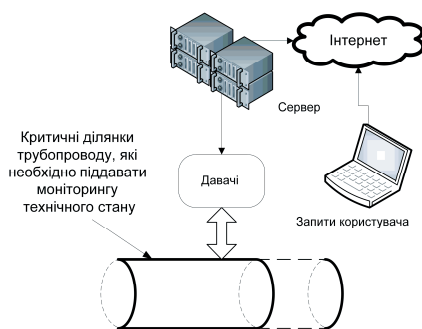 Інтернет
Сервер
Критичні ділянки
трубопроводу, які
необхідно піддавати
моніторингу
технічного стану
Давачі
Запити користувача